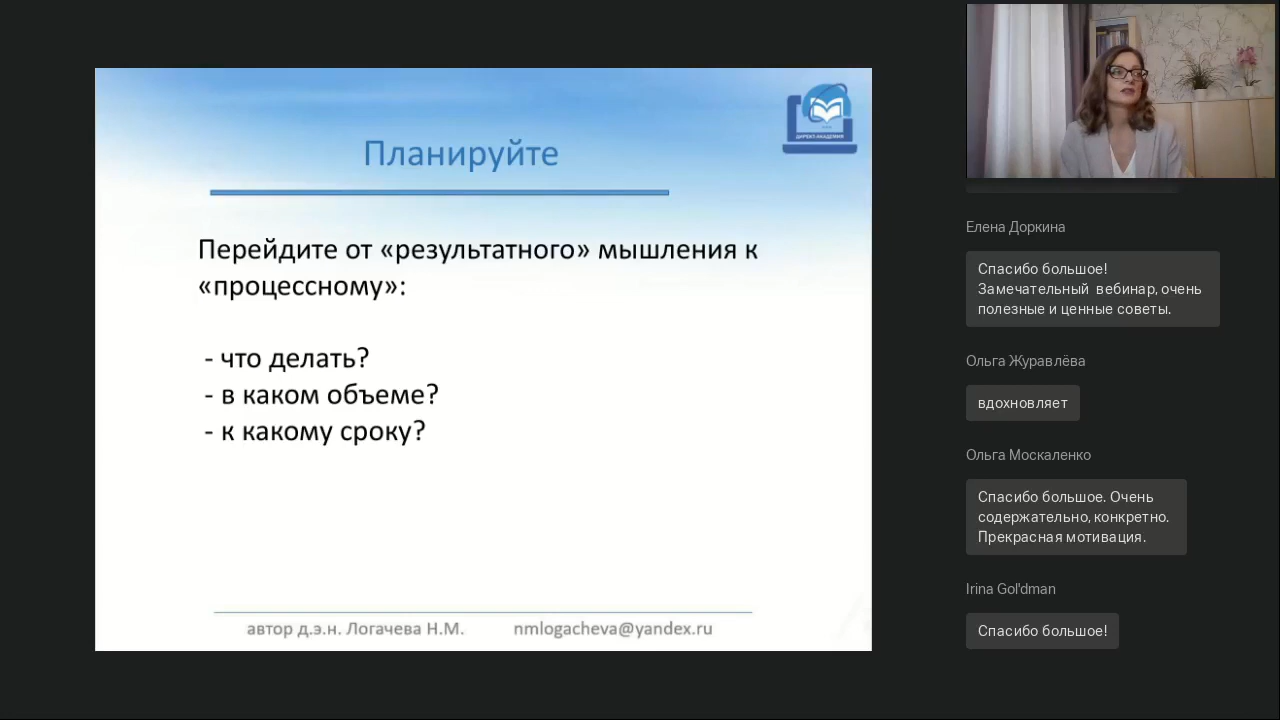 Планируйте
ДИРЕКТ-АКАДЕМИЯ
Перейдите от «результатного» мышления к
«процессному»:
- что делать?
- в каком объеме?
- к какому сроку?
автор д.э.н. Логачева Н.М. nmlogacheva@yandex.ru
Елена Доркина
Спасибо большое!
Замечательный вебинар, очень
полезные и ценные советы.
Ольга Журавлёва
вдохновляет
Ольга Москаленко
Спасибо большое. Очень
содержательно, конкретно.
Прекрасная мотивация.
Irina Gol'dman
Спасибо большое!